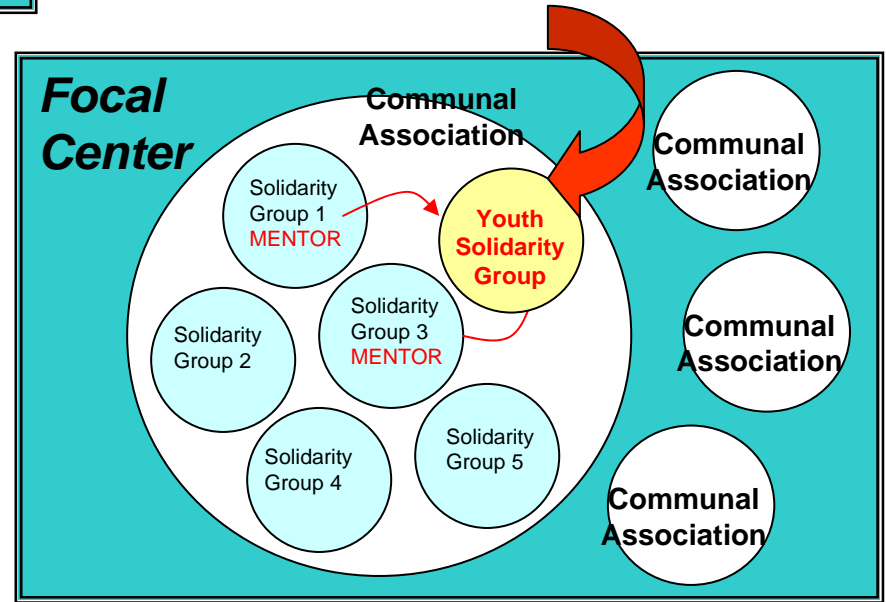 Focal
Center
Communal
Association
Solidarity
Group 1
MENTOR
Youth
Solidarity
Group
Solidarity
Group 2
Solidarity
Group 3
MENTOR
Solidarity
Group 4
Solidarity
Group 5
Communal
Association
Communal
Association
Communal
Association